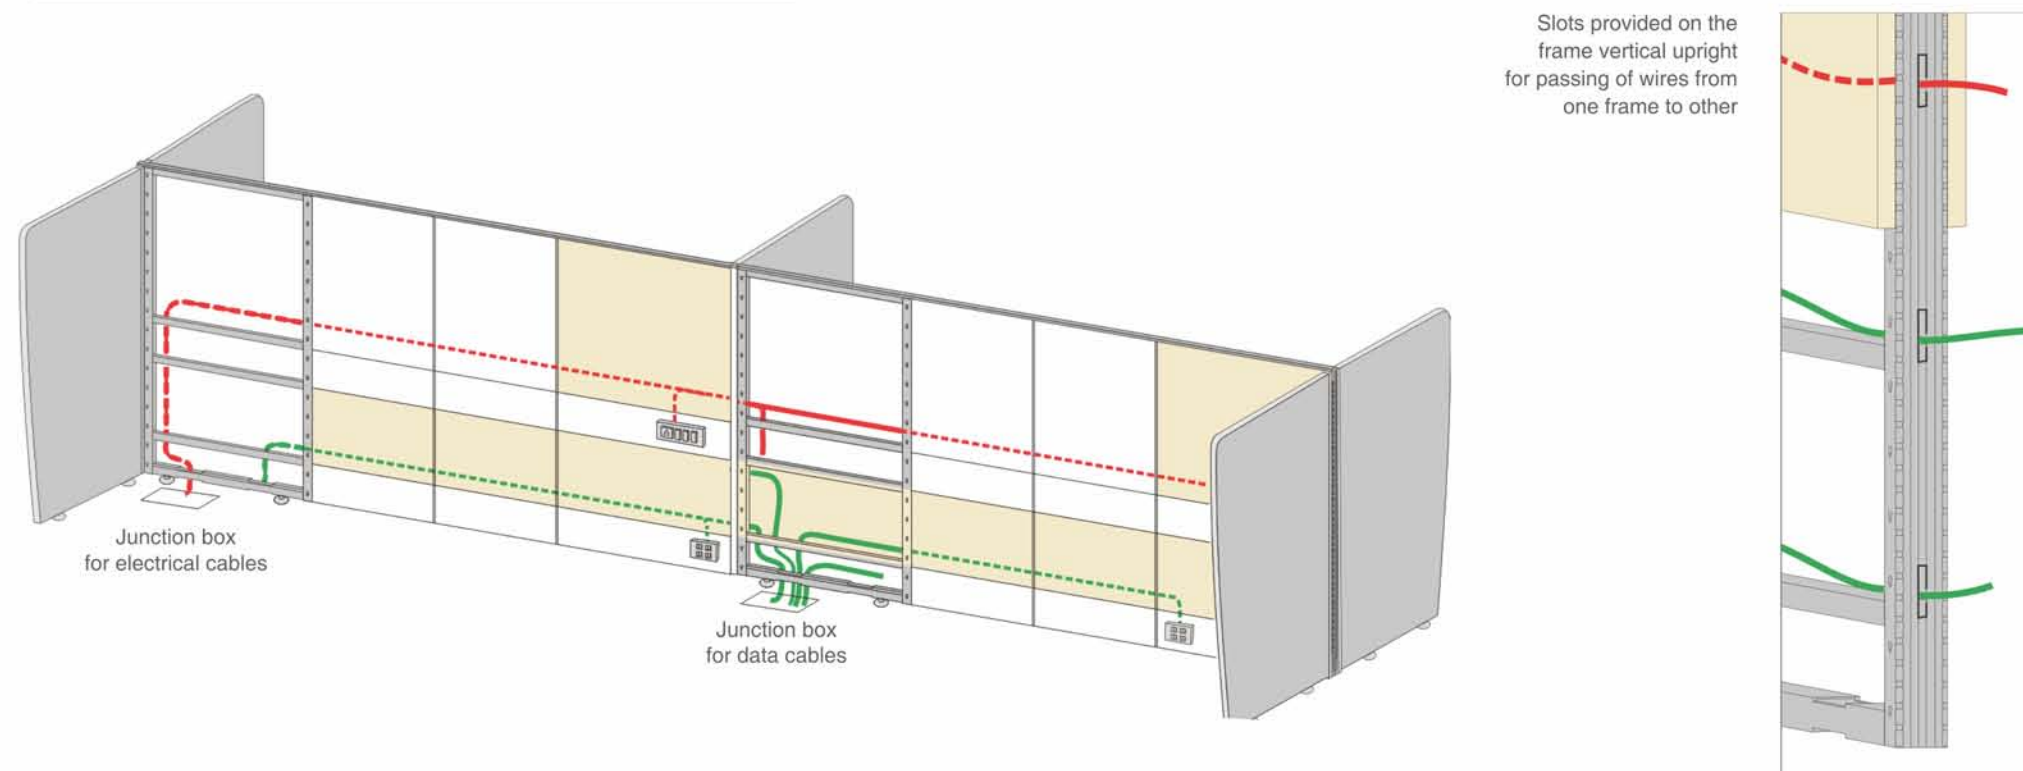 Slots provided on the
frame vertical upright
for passing of wires from
one frame to other
Junction box
for electrical cables
Junction box
for data cables